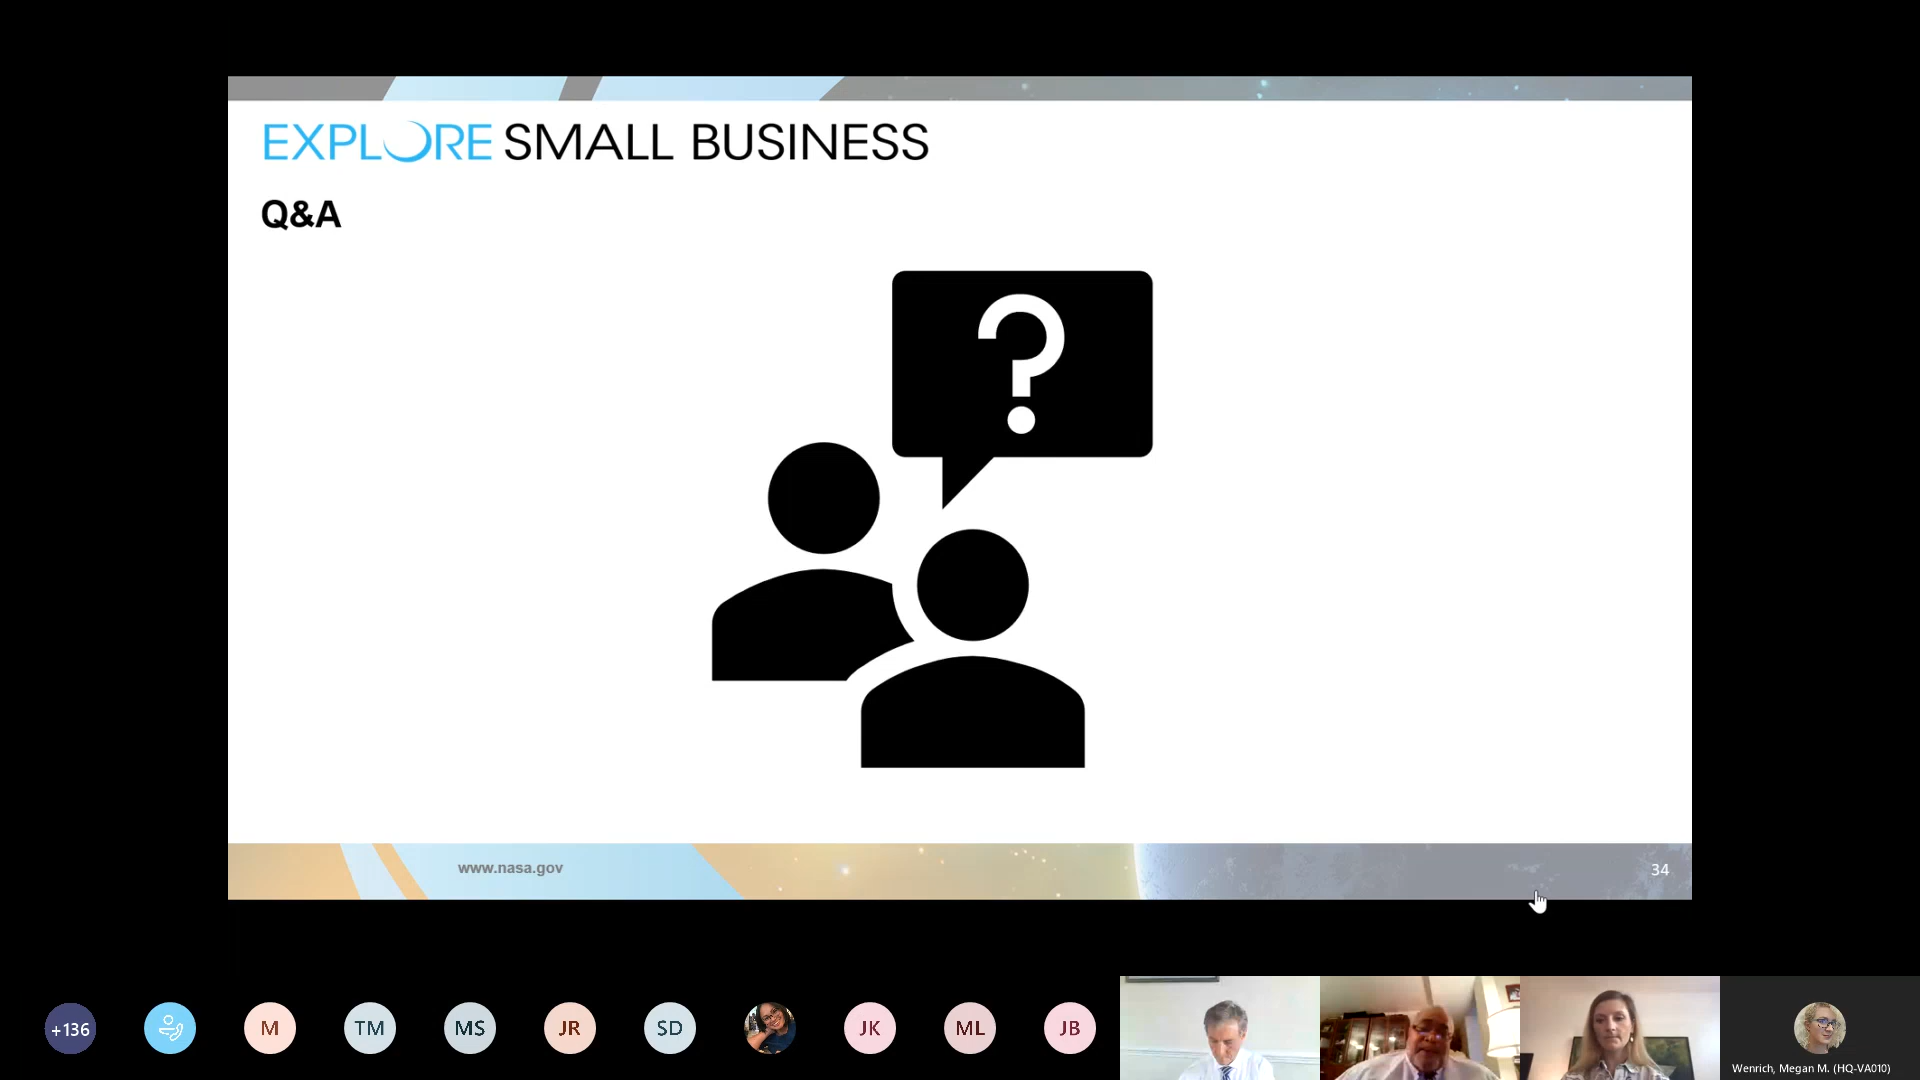 EXPLORE SMALL BUSINESS
Q&A
?
www.nasa.gov
34
+136
M
TM
MS
JR
SD
JK
ML
JB
Wenrich, Megan M. (HQ-VA010)